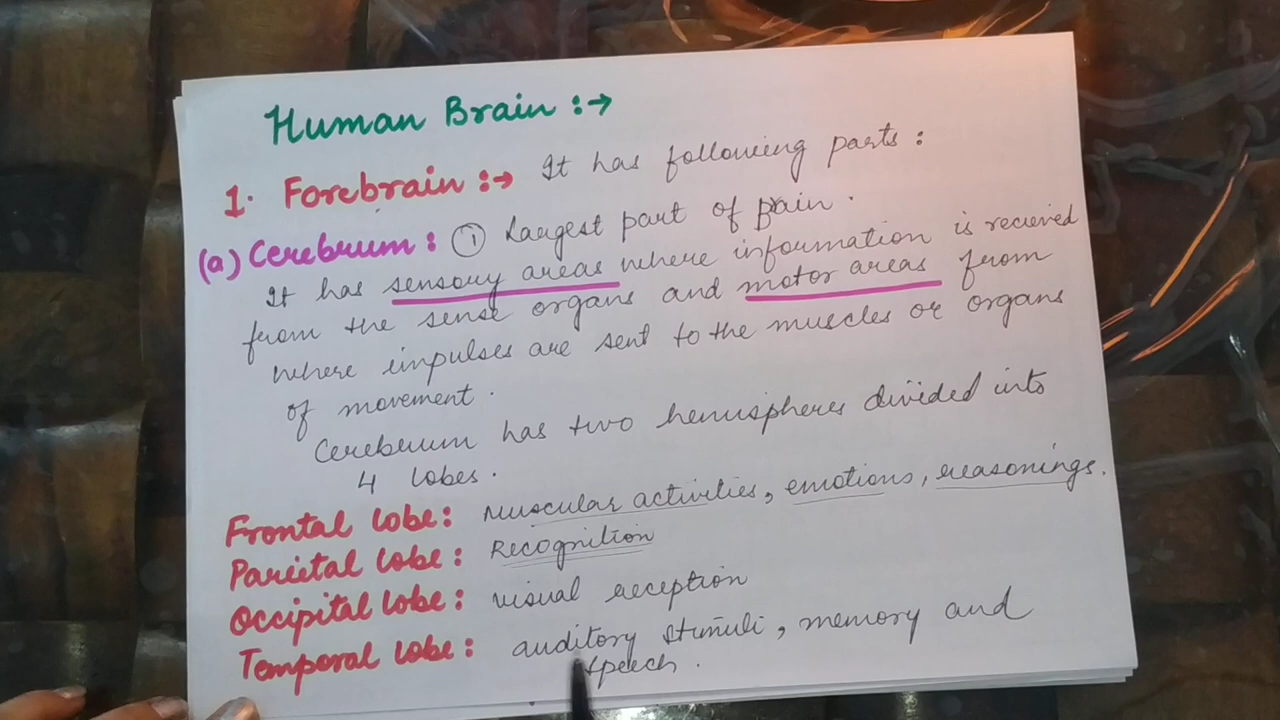 Human Brain :→
1. Forebrain :→ It has following parts :
(a) Cerebrum : ① Largest part of Brain .
It has sensory areas where information is recieved
from the sense organs and motor areas from
where impulses are sent to the muscles or organs
of movement .
Cerebrum has two hemispheres divided into
4 lobes .
Frontal lobe : Muscular activities, emotions, reasonings.
Parietal lobe : Recognition
Occipital lobe : visual reception
Temporal lobe : auditory stimuli , memory and
speech .